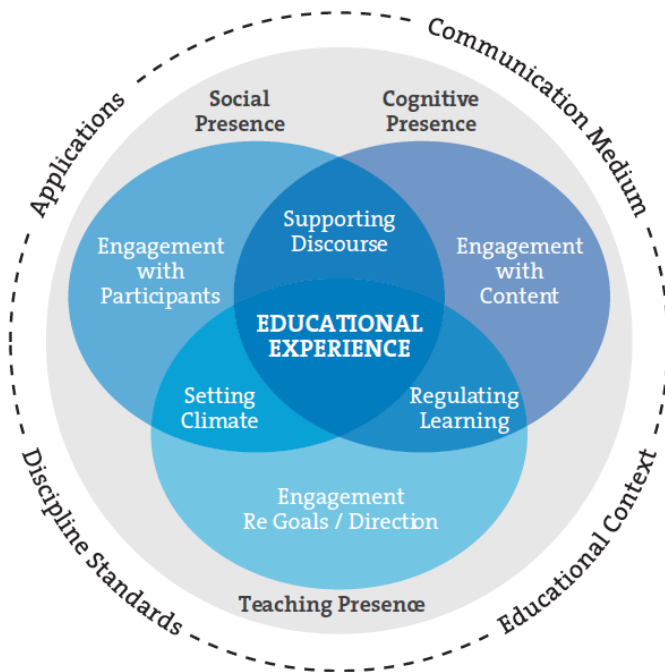 Communication Medium
Applications
Social
Presence
Cognitive
Presence
Supporting
Discourse
Engagement
with
Participants
Engagement
with
Content
EDUCATIONAL
EXPERIENCE
Setting
Climate
Regulating
Learning
Engagement
Re Goals / Direction
Teaching Presence
Discipline Standards
Educational Context